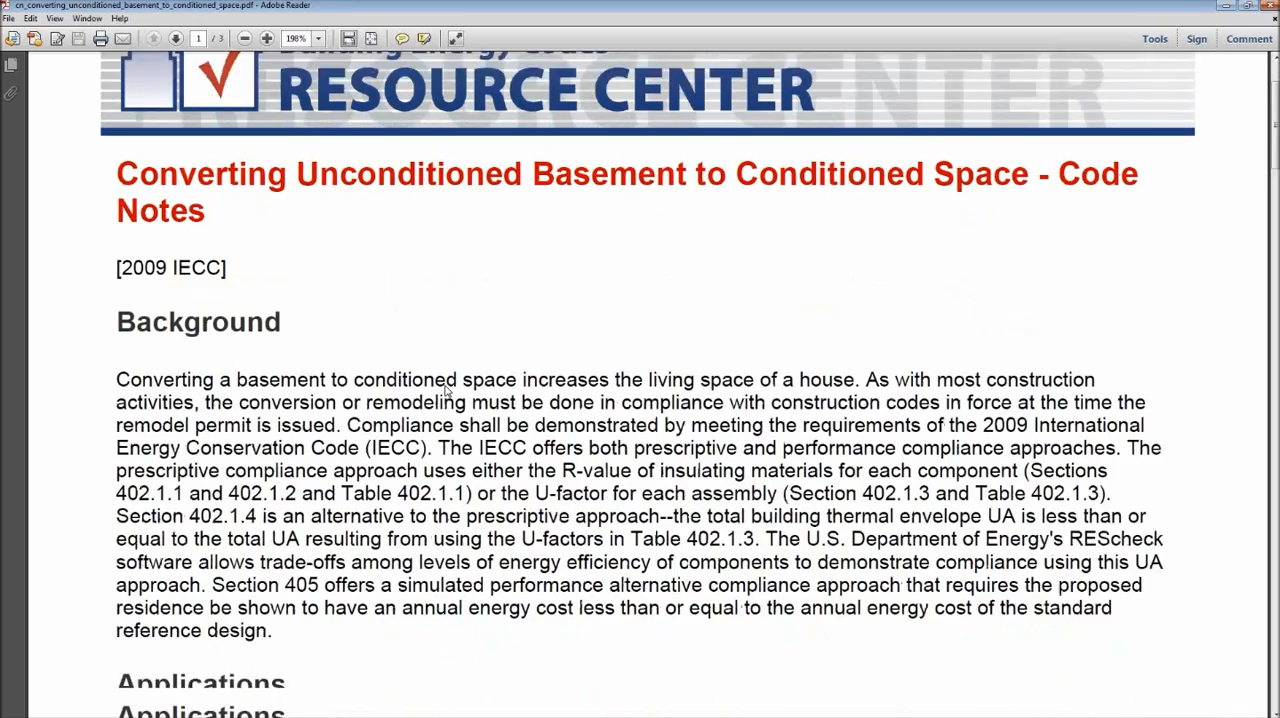 cn_converting_unconditioned_basement_to_conditioned_space.pdf - Adobe Reader
File Edit View Window Help
1 / 3 198% Tools Sign Comment
Building Energy Codes
RESOURCE CENTER
Converting Unconditioned Basement to Conditioned Space - Code
Notes
[2009 IECC]
Background
Converting a basement to conditioned space increases the living space of a house. As with most construction
activities, the conversion or remodeling must be done in compliance with construction codes in force at the time the
remodel permit is issued. Compliance shall be demonstrated by meeting the requirements of the 2009 International
Energy Conservation Code (IECC). The IECC offers both prescriptive and performance compliance approaches. The
prescriptive compliance approach uses either the R-value of insulating materials for each component (Sections
402.1.1 and 402.1.2 and Table 402.1.1) or the U-factor for each assembly (Section 402.1.3 and Table 402.1.3).
Section 402.1.4 is an alternative to the prescriptive approach--the total building thermal envelope UA is less than or
equal to the total UA resulting from using the U-factors in Table 402.1.3. The U.S. Department of Energy's REScheck
software allows trade-offs among levels of energy efficiency of components to demonstrate compliance using this UA
approach. Section 405 offers a simulated performance alternative compliance approach that requires the proposed
residence be shown to have an annual energy cost less than or equal to the annual energy cost of the standard
reference design.
Applications
Applications